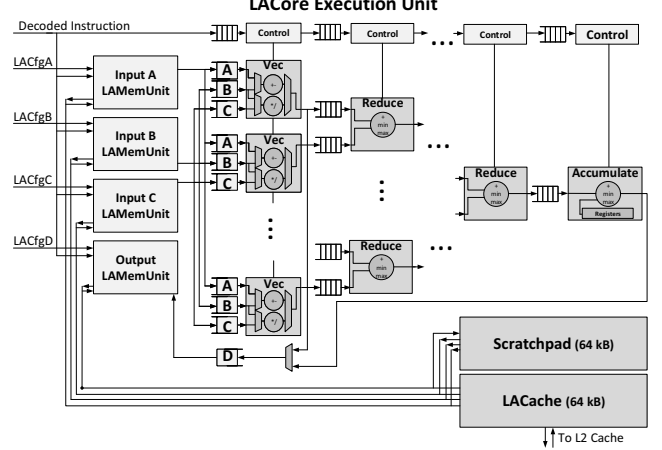 LACore Execution Unit
Decoded Instruction
Control
Control
Control
Control
LACfgA
Input A
LAMemUnit
LACfgB
Input B
LAMemUnit
LACfgC
Input C
LAMemUnit
LACfgD
Output
LAMemUnit
A
B
C
Vec
+-
*/
A
B
C
Vec
+-
*/
A
B
C
Vec
+-
*/
Reduce
+
min
max
Reduce
+
min
max
Reduce
+
min
max
Accumulate
+
min
max
Registers
D
Scratchpad (64 kB)
LACache (64 kB)
To L2 Cache